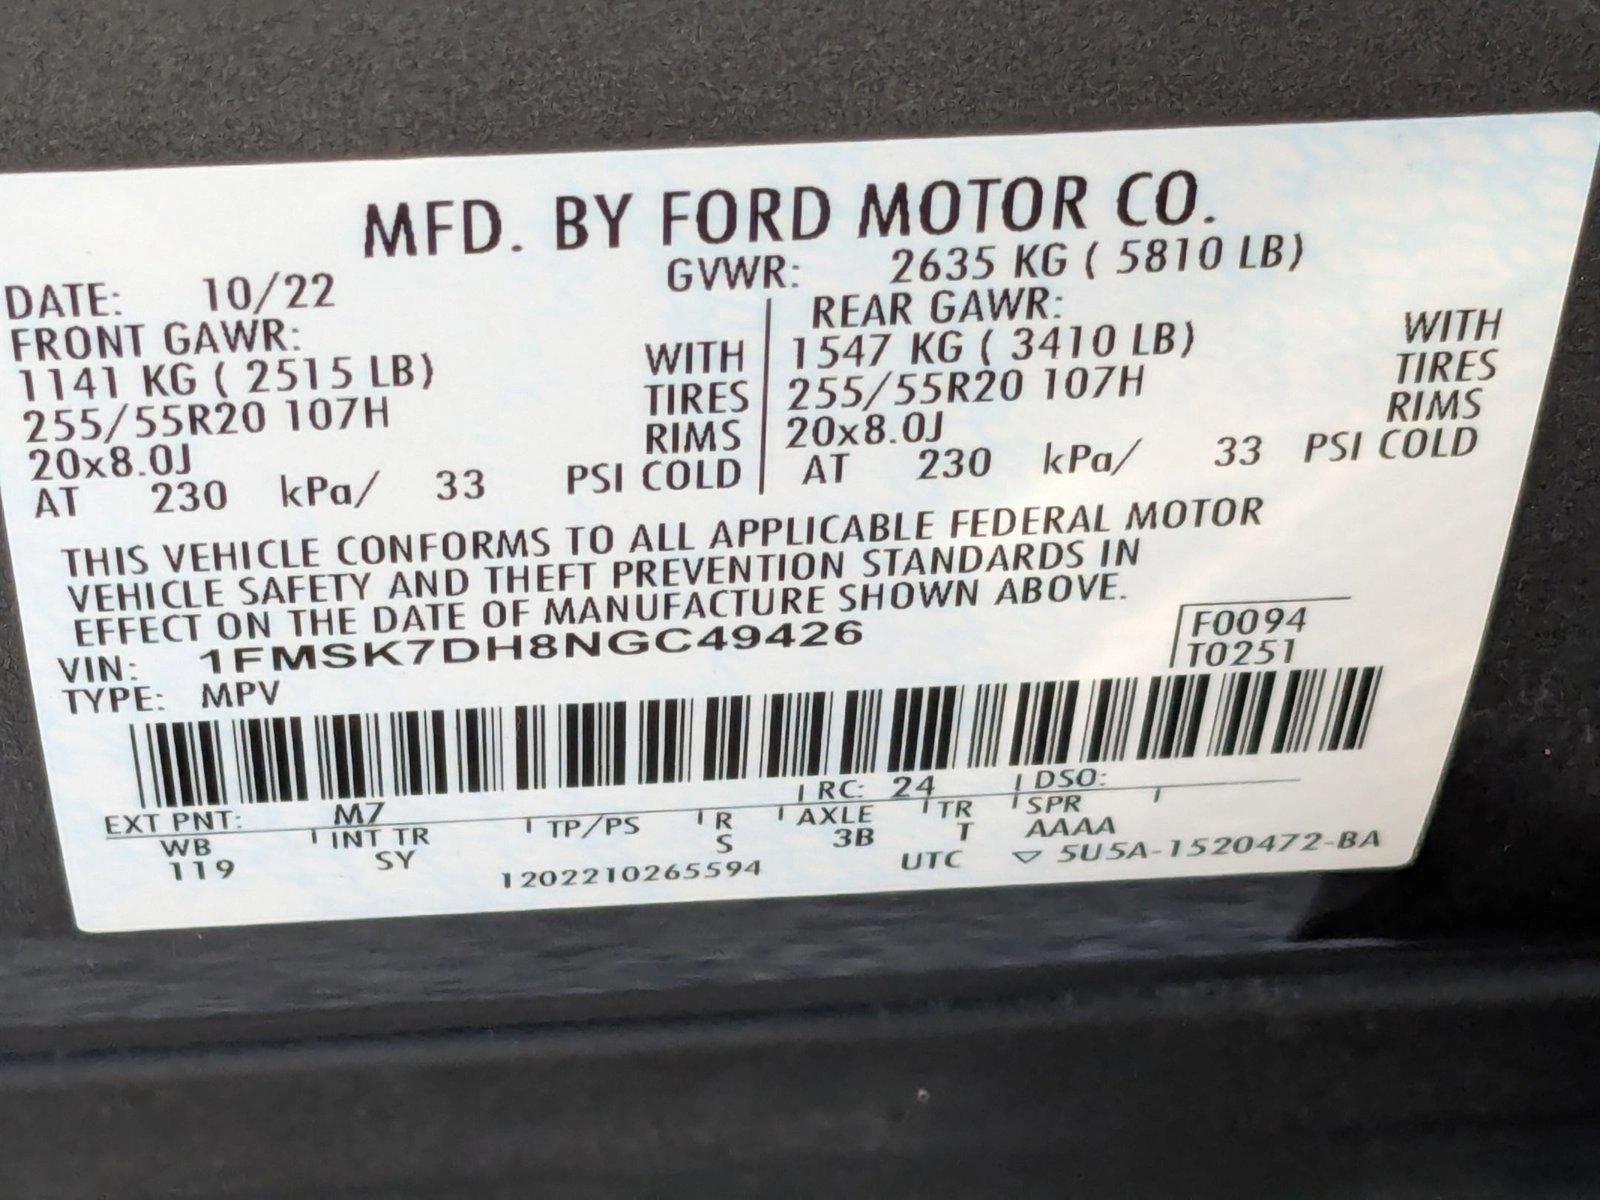 MFD. BY FORD MOTOR CO.
DATE: 10/22 GVWR: 2635 KG ( 5810 LB)
FRONT GAWR: REAR GAWR:
1141 KG ( 2515 LB) WITH 1547 KG ( 3410 LB) WITH
255/55R20 107H TIRES 255/55R20 107H TIRES
20x8.0J RIMS 20x8.0J RIMS
AT 230 kPa/ 33 PSI COLD AT 230 kPa/ 33 PSI COLD
THIS VEHICLE CONFORMS TO ALL APPLICABLE FEDERAL MOTOR
VEHICLE SAFETY AND THEFT PREVENTION STANDARDS IN
EFFECT ON THE DATE OF MANUFACTURE SHOWN ABOVE.
VIN: 1FMSK7DH8NGC49426 F0094
TYPE: MPV T0251
EXT PNT: M7 RC: 24 DSO:
WB INT TR TP/PS R AXLE TR SPR
119 SY S 3B T AAAA
1202210265594 UTC ▽ 5U5A-1520472-BA